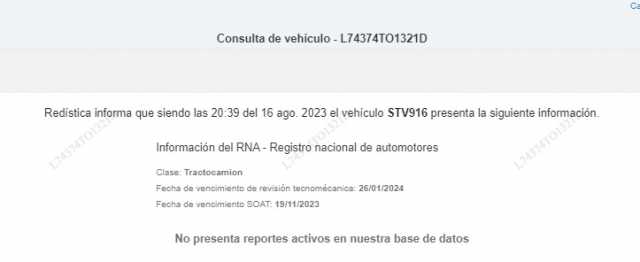 Ca
Consulta de vehículo - L74374TO1321D
Redística informa que siendo las 20:39 del 16 ago. 2023 el vehículo STV916 presenta la siguiente información.
Información del RNA - Registro nacional de automotores
Clase: Tractocamion
Fecha de vencimiento de revisión tecnomécanica: 26/01/2024
Fecha de vencimiento SOAT: 19/11/2023
No presenta reportes activos en nuestra base de datos
L74374TO1321D
L74374TO1321D
L74374TO1321D